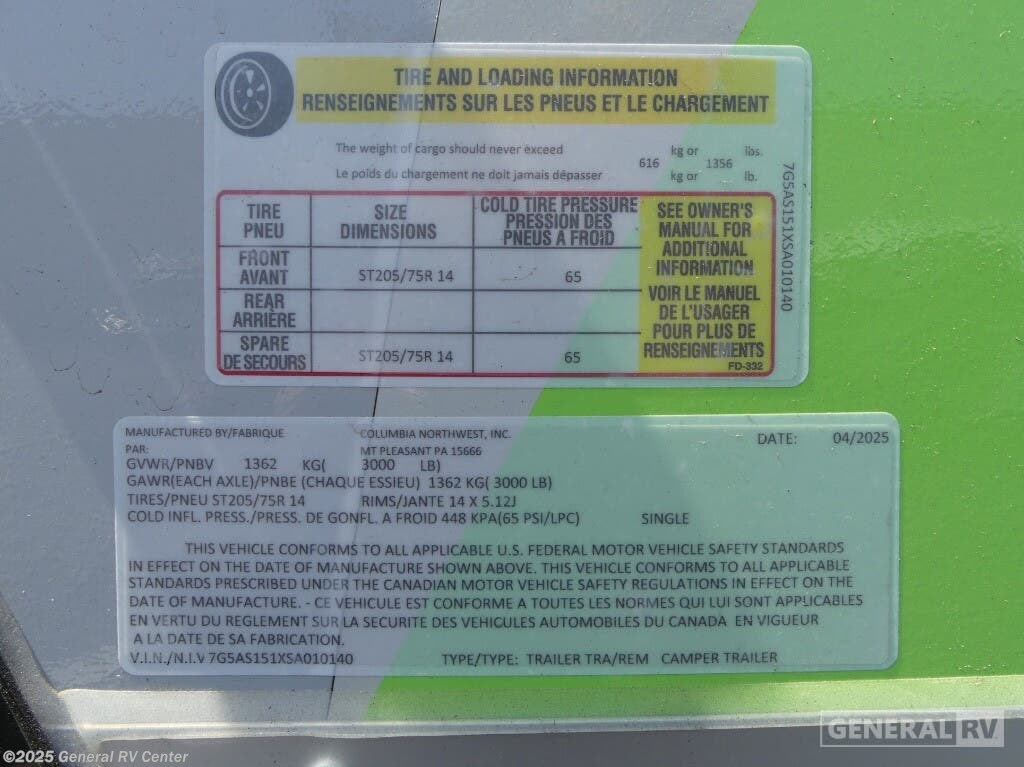 TIRE AND LOADING INFORMATION
RENSEIGNEMENTS SUR LES PNEUS ET LE CHARGEMENT
The weight of cargo should never exceed 616 kg or 1356 lbs.
Le poids du chargement ne doit jamais dépasser kg or lb.
TIRE PNEU
SIZE DIMENSIONS
COLD TIRE PRESSURE PRESSION DES PNEUS A FROID
SEE OWNER'S
MANUAL FOR
ADDITIONAL
INFORMATION
VOIR LE MANUEL
DE L'USAGER
POUR PLUS DE
RENSEIGNEMENTS
FD-332
FRONT AVANT ST205/75R 14 65
REAR ARRIÈRE
SPARE DE SECOURS ST205/75R 14 65
7G5AS151XSA010140
MANUFACTURED BY/FABRIQUE COLUMBIA NORTHWEST, INC. DATE: 04/2025
PAR: MT PLEASANT PA 15666
GVWR/PNBV 1362 KG( 3000 LB)
GAWR(EACH AXLE)/PNBE (CHAQUE ESSIEU) 1362 KG( 3000 LB)
TIRES/PNEU ST205/75R 14 RIMS/JANTE 14 X 5.12J
COLD INFL. PRESS./PRESS. DE GONFL. A FROID 448 KPA(65 PSI/LPC) SINGLE
THIS VEHICLE CONFORMS TO ALL APPLICABLE U.S. FEDERAL MOTOR VEHICLE SAFETY STANDARDS
IN EFFECT ON THE DATE OF MANUFACTURE SHOWN ABOVE. THIS VEHICLE CONFORMS TO ALL APPLICABLE
STANDARDS PRESCRIBED UNDER THE CANADIAN MOTOR VEHICLE SAFETY REGULATIONS IN EFFECT ON THE
DATE OF MANUFACTURE. - CE VEHICULE EST CONFORME A TOUTES LES NORMES QUI LUI SONT APPLICABLES
EN VERTU DU REGLEMENT SUR LA SECURITE DES VEHICULES AUTOMOBILES DU CANADA EN VIGUEUR
A LA DATE DE SA FABRICATION.
V.I.N./N.I.V 7G5AS151XSA010140 TYPE/TYPE: TRAILER TRA/REM CAMPER TRAILER
GENERAL RV
©2025 General RV Center